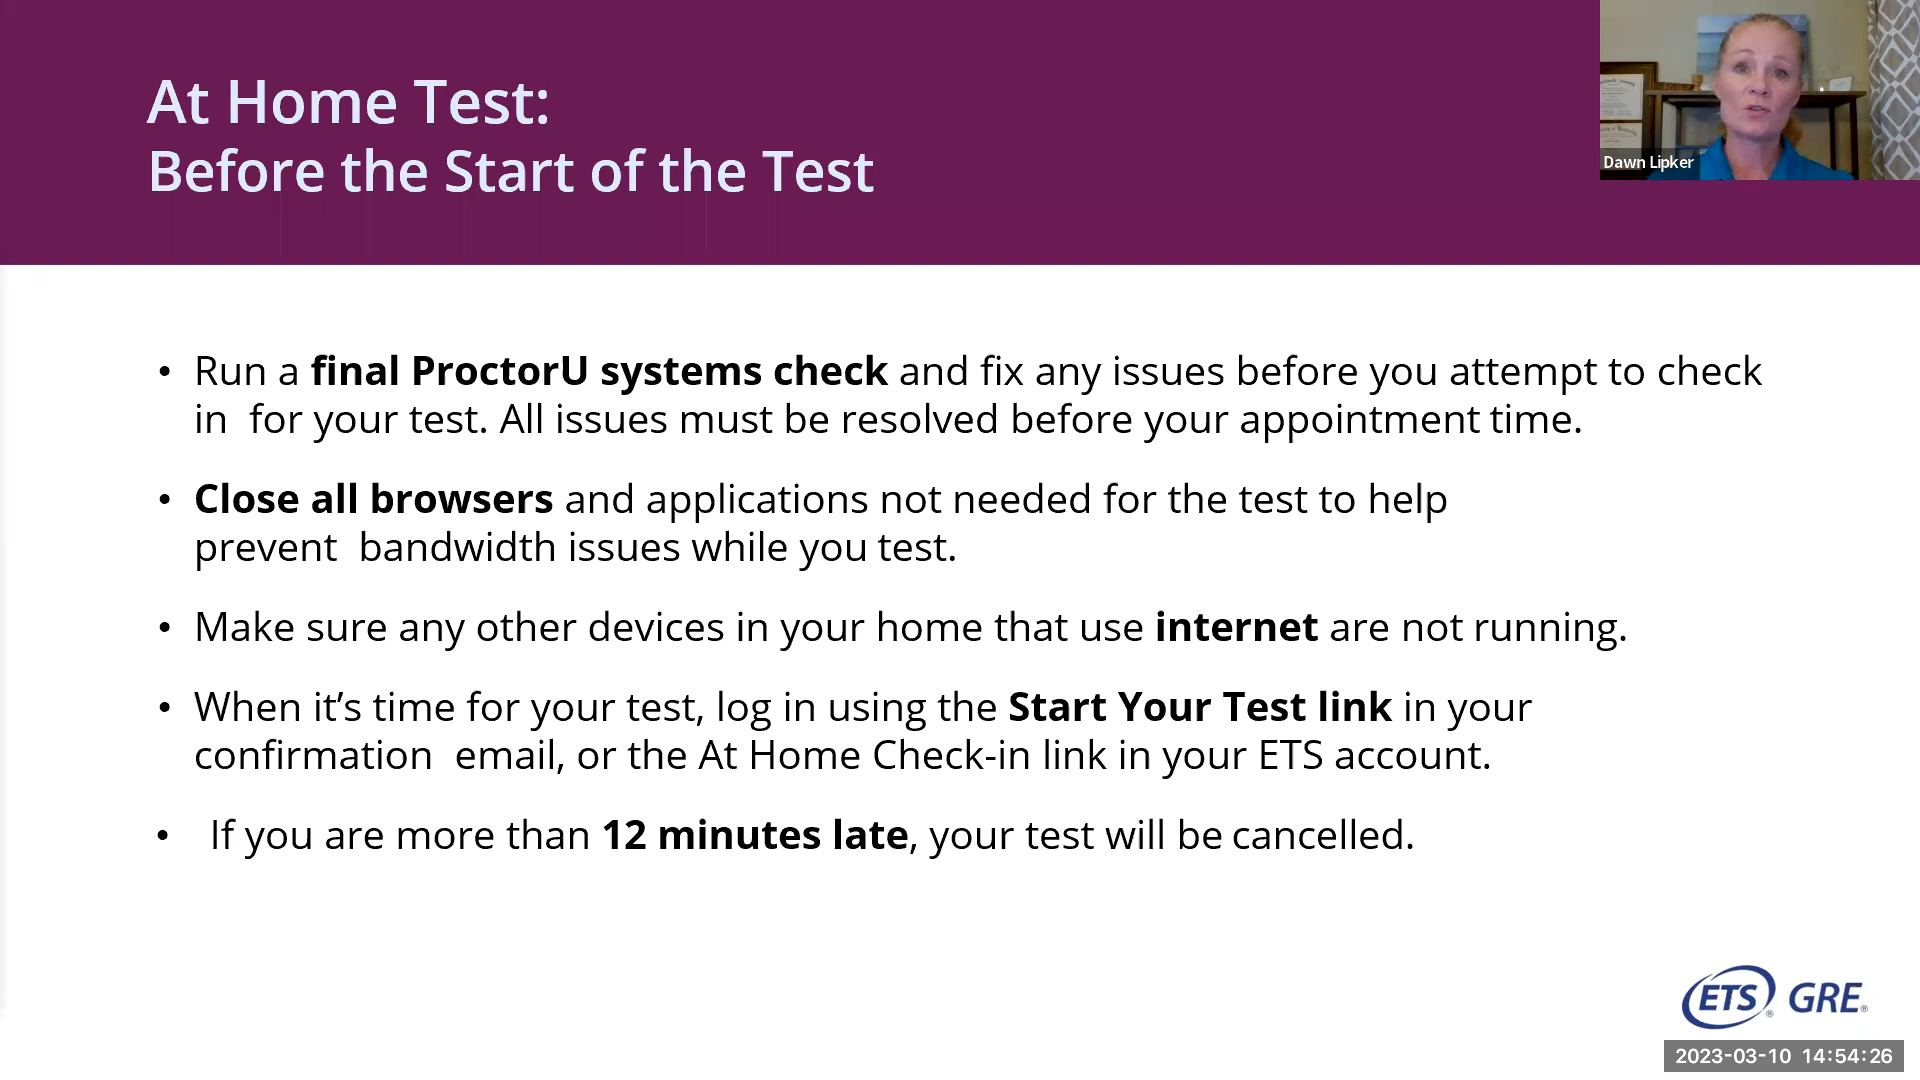 At Home Test:
Before the Start of the Test
Dawn Lipker
• Run a final ProctorU systems check and fix any issues before you attempt to check
in for your test. All issues must be resolved before your appointment time.
• Close all browsers and applications not needed for the test to help
prevent bandwidth issues while you test.
• Make sure any other devices in your home that use internet are not running.
• When it’s time for your test, log in using the Start Your Test link in your
confirmation email, or the At Home Check-in link in your ETS account.
• If you are more than 12 minutes late, your test will be cancelled.
ETS® GRE®
2023-03-10 14:54:26